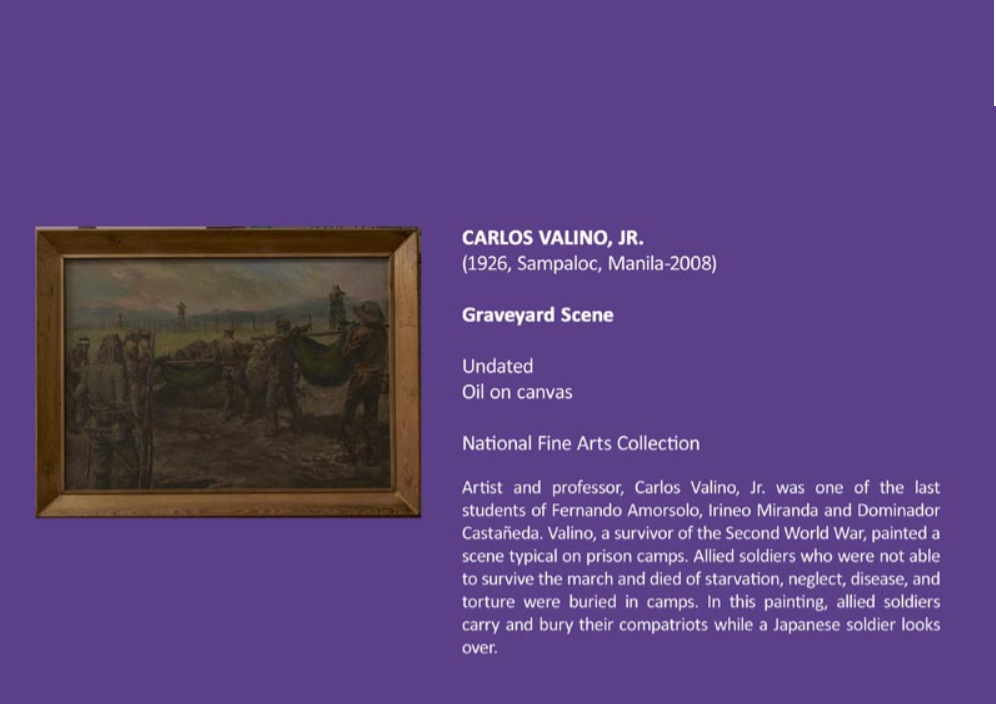 CARLOS VALINO, JR.
(1926, Sampaloc, Manila-2008)
Graveyard Scene
Undated
Oil on canvas
National Fine Arts Collection
Artist and professor, Carlos Valino, Jr. was one of the last
students of Fernando Amorsolo, Irineo Miranda and Dominador
Castañeda. Valino, a survivor of the Second World War, painted a
scene typical on prison camps. Allied soldiers who were not able
to survive the march and died of starvation, neglect, disease, and
torture were buried in camps. In this painting, allied soldiers
carry and bury their compatriots while a Japanese soldier looks
over.